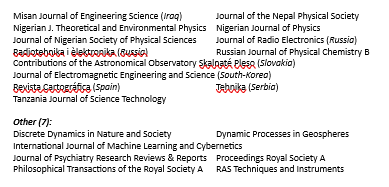 Misan Journal of Engineering Science (Iraq) Journal of the Nepal Physical Society
Nigerian J. Theoretical and Environmental Physics Nigerian Journal of Physics
Journal of Nigerian Society of Physical Sciences Journal of Radio Electronics (Russia)
Radiotehnika i èlektronika (Russia) Russian Journal of Physical Chemistry B
Contributions of the Astronomical Observatory Skalnaté Pleso (Slovakia)
Journal of Electromagnetic Engineering and Science (South-Korea)
Revista Cartográfica (Spain) Tehnika (Serbia)
Tanzania Journal of Science Technology
Other (7):
Discrete Dynamics in Nature and Society Dynamic Processes in Geospheres
International Journal of Machine Learning and Cybernetics
Journal of Psychiatry Research Reviews & Reports Proceedings Royal Society A
Philosophical Transactions of the Royal Society A RAS Techniques and Instruments